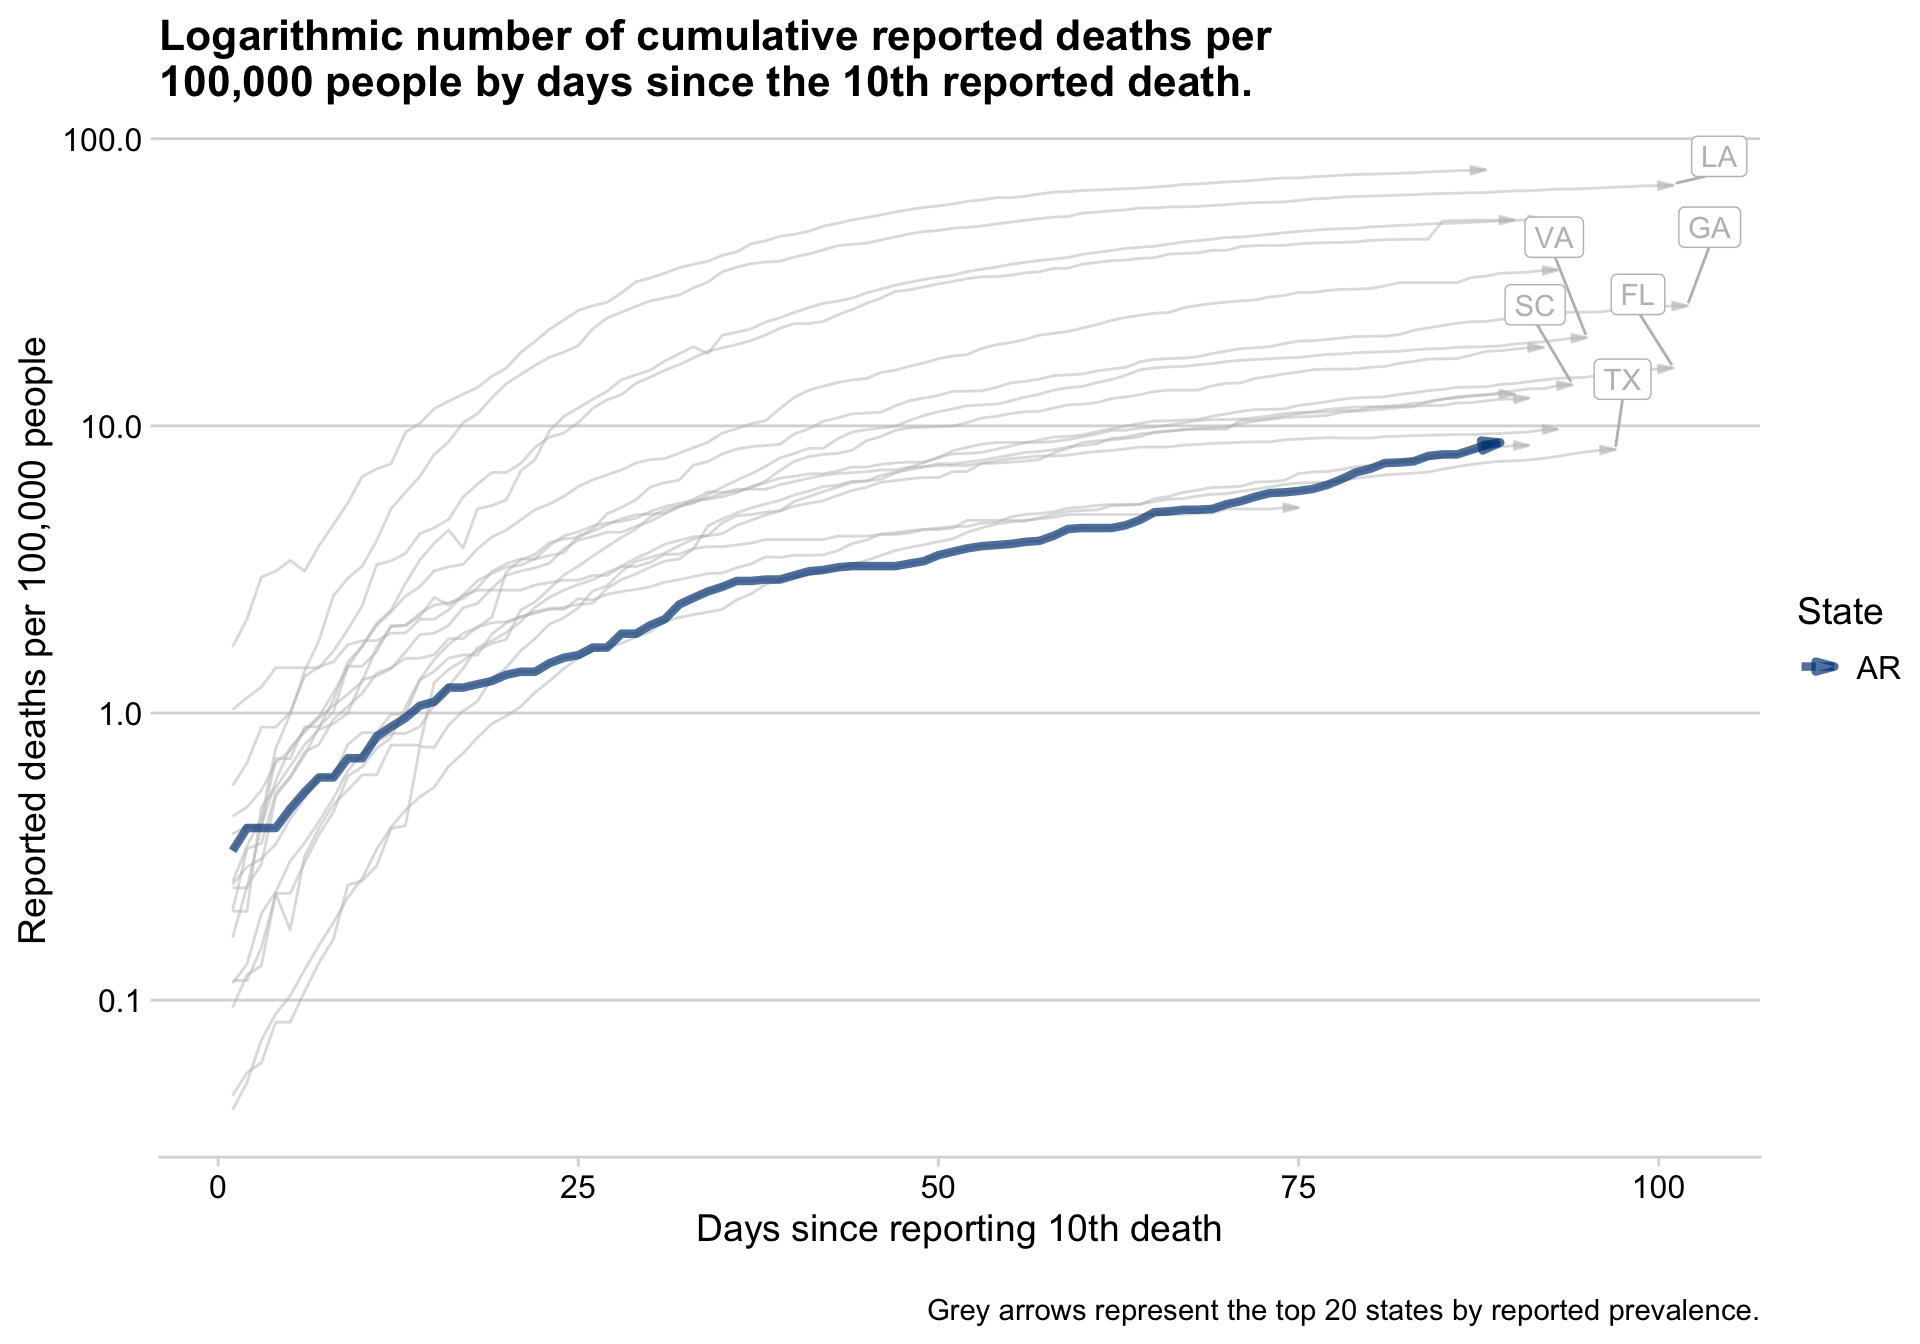 Logarithmic number of cumulative reported deaths per
100,000 people by days since the 10th reported death.
Reported deaths per 100,000 people
100.0
10.0
1.0
0.1
LA
GA
VA
FL
SC
TX
State
AR
0
25
50
75
100
Days since reporting 10th death
Grey arrows represent the top 20 states by reported prevalence.